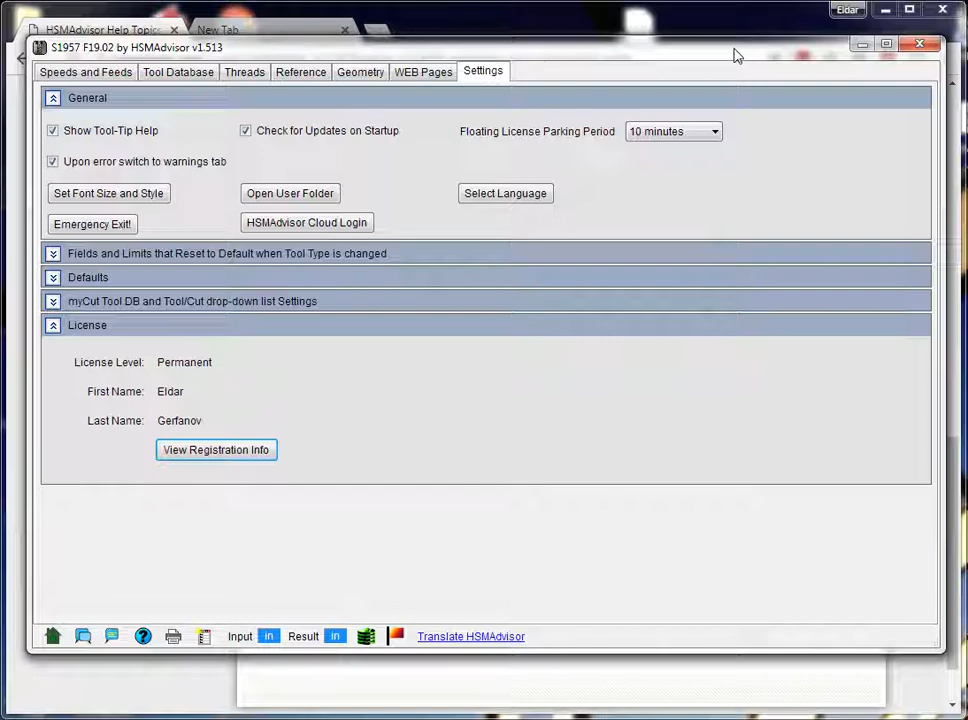 Eldar
HSMAdvisor Help Topics
New Tab
S1957 F19.02 by HSMAdvisor v1.513
Speeds and Feeds
Tool Database
Threads
Reference
Geometry
WEB Pages
Settings
General
Show Tool-Tip Help
Check for Updates on Startup
Floating License Parking Period
10 minutes
Upon error switch to warnings tab
Set Font Size and Style
Open User Folder
Select Language
Emergency Exit!
HSMAdvisor Cloud Login
Fields and Limits that Reset to Default when Tool Type is changed
Defaults
myCut Tool DB and Tool/Cut drop-down list Settings
License
License Level: Permanent
First Name: Eldar
Last Name: Gerfanov
View Registration Info
Input in Result in Translate HSMAdvisor